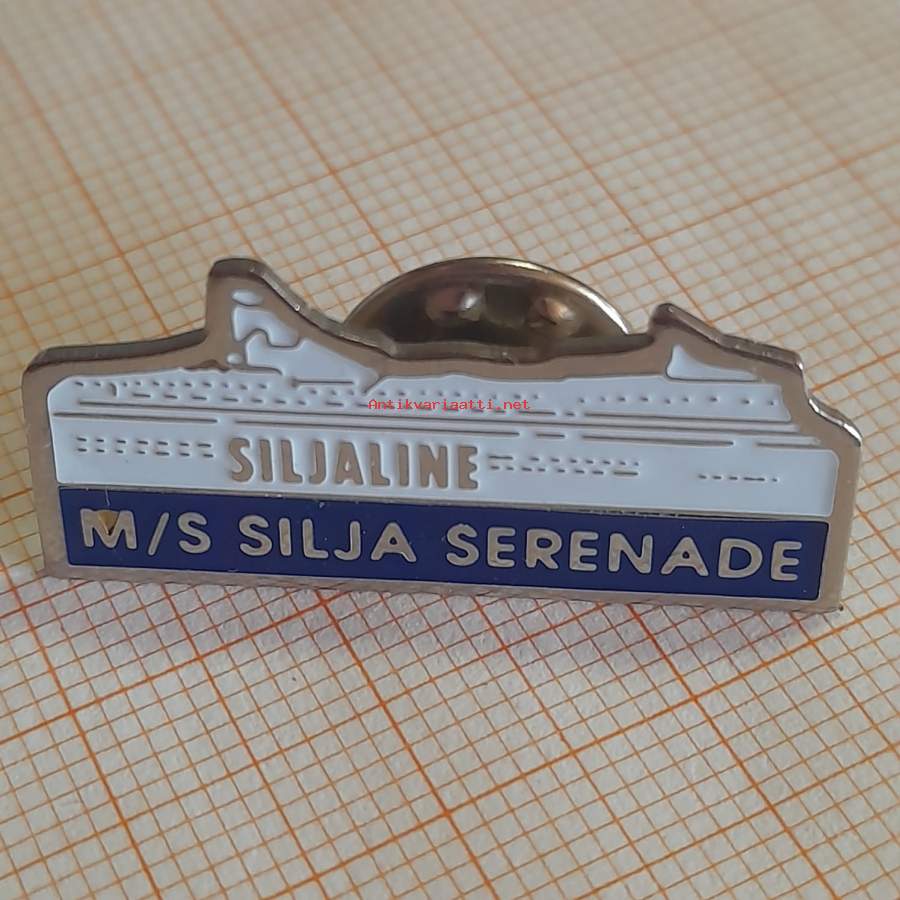 Antikvariaatti.net
SILJALINE
M/S SILJA SERENADE